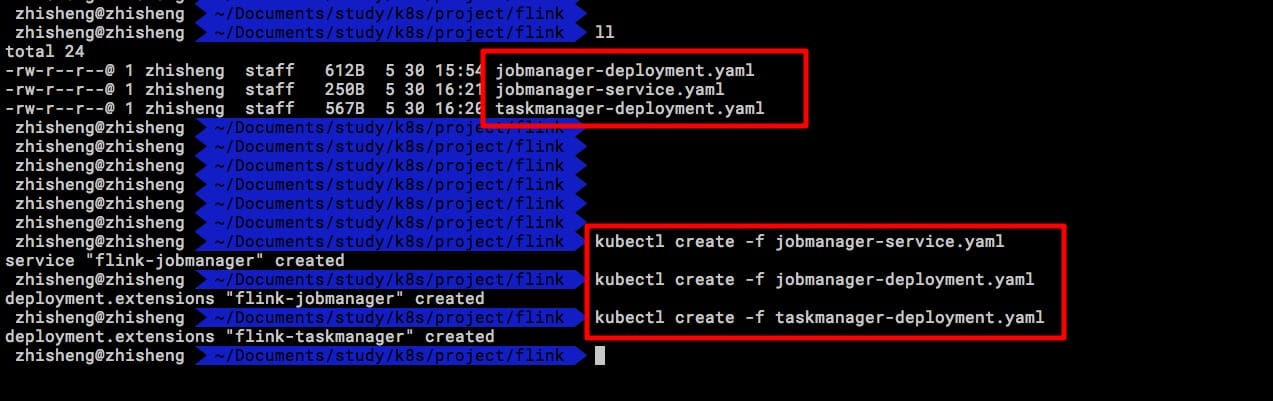 zhisheng@zhisheng ~/Documents/study/k8s/project/flink
zhisheng@zhisheng ~/Documents/study/k8s/project/flink ll
total 24
-rw-r--r--@ 1 zhisheng staff 612B 5 30 15:54 jobmanager-deployment.yaml
-rw-r--r--@ 1 zhisheng staff 250B 5 30 16:21 jobmanager-service.yaml
-rw-r--r--@ 1 zhisheng staff 567B 5 30 16:20 taskmanager-deployment.yaml
zhisheng@zhisheng ~/Documents/study/k8s/project/flink
zhisheng@zhisheng ~/Documents/study/k8s/project/flink
zhisheng@zhisheng ~/Documents/study/k8s/project/flink
zhisheng@zhisheng ~/Documents/study/k8s/project/flink
zhisheng@zhisheng ~/Documents/study/k8s/project/flink
zhisheng@zhisheng ~/Documents/study/k8s/project/flink
zhisheng@zhisheng ~/Documents/study/k8s/project/flink kubectl create -f jobmanager-service.yaml
service "flink-jobmanager" created
zhisheng@zhisheng ~/Documents/study/k8s/project/flink kubectl create -f jobmanager-deployment.yaml
deployment.extensions "flink-jobmanager" created
zhisheng@zhisheng ~/Documents/study/k8s/project/flink kubectl create -f taskmanager-deployment.yaml
deployment.extensions "flink-taskmanager" created
zhisheng@zhisheng ~/Documents/study/k8s/project/flink